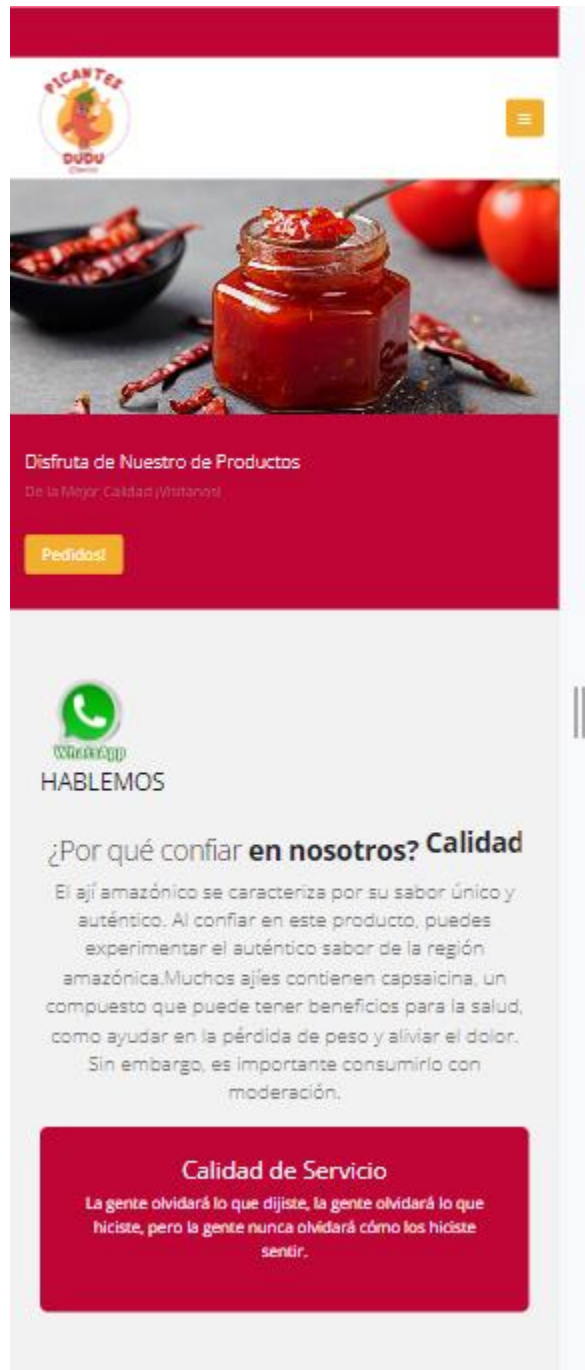 PICANTES
DUDU
Disfruta de Nuestro de Productos
De la Mejor Calidad ¡Visitanos!
Pedidos!
WhatsApp
HABLEMOS
¿Por qué confiar en nosotros? Calidad
El ají amazónico se caracteriza por su sabor único y
auténtico. Al confiar en este producto, puedes
experimentar el auténtico sabor de la región
amazónica.Muchos ajíes contienen capsaicina, un
compuesto que puede tener beneficios para la salud,
como ayudar en la pérdida de peso y aliviar el dolor.
Sin embargo, es importante consumirlo con
moderación.
Calidad de Servicio
La gente olvidará lo que dijiste, la gente olvidará lo que
hiciste, pero la gente nunca olvidará cómo los hiciste
sentir.